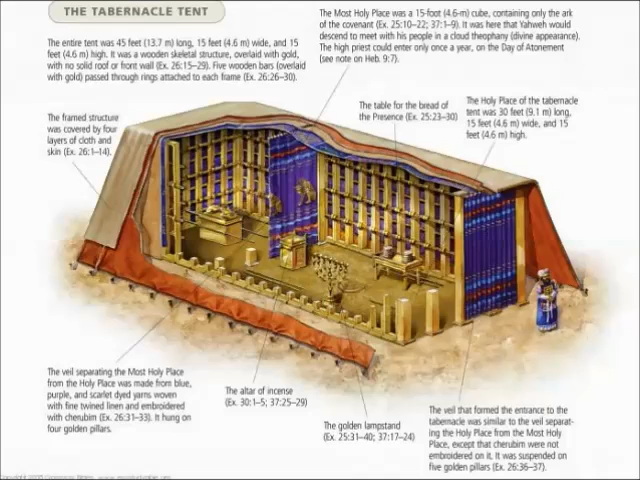 THE TABERNACLE TENT
The entire tent was 45 feet (13.7 m) long, 15 feet (4.6 m) wide, and 15
feet (4.6 m) high. It was a wooden skeletal structure, overlaid with gold,
with no solid roof or front wall (Ex. 26:15–29). Five wooden bars (overlaid
with gold) passed through rings attached to each frame (Ex. 26:26–30).
The Most Holy Place was a 15-foot (4.6-m) cube, containing only the ark
of the covenant (Ex. 25:10–22; 37:1–9). It was here that Yahweh would
descend to meet with his people in a cloud theophany (divine appearance).
The high priest could enter only once a year, on the Day of Atonement
(see note on Heb. 9:7).
The framed structure
was covered by four
layers of cloth and
skin (Ex. 26:1–14).
The table for the bread of
the Presence (Ex. 25:23–30)
The Holy Place of the tabernacle
tent was 30 feet (9.1 m) long,
15 feet (4.6 m) wide, and 15
feet (4.6 m) high.
The veil separating the Most Holy Place
from the Holy Place was made from blue,
purple, and scarlet dyed yarns woven
with fine twined linen and embroidered
with cherubim (Ex. 26:31–33). It hung on
four golden pillars.
The altar of incense
(Ex. 30:1–5; 37:25–29)
The golden lampstand
(Ex. 25:31–40; 37:17–24)
The veil that formed the entrance to the
tabernacle was similar to the veil separat-
ing the Holy Place from the Most Holy
Place, except that cherubim were not
embroidered on it. It was suspended on
five golden pillars (Ex. 26:36–37).